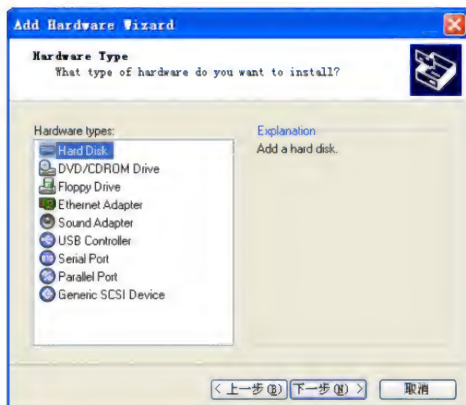 Add Hardware Wizard
Hardware Type
What type of hardware do you want to install?
Hardware types:
Hard Disk
DVD/CDROM Drive
Floppy Drive
Ethernet Adapter
Sound Adapter
USB Controller
Serial Port
Parallel Port
Generic SCSI Device
Explanation
Add a hard disk.
< 上一步(B) 下一步(N) > 取消